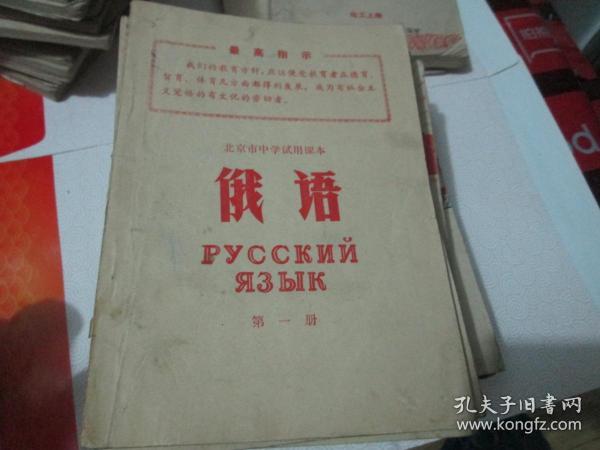 最高指示
我们的教育方针，应该使受教育者在德育、
智育、体育几方面都得到发展，成为有社会主
义觉悟的有文化的劳动者。
北京市中学试用课本
俄语
РУССКИЙ
ЯЗЫК
第一册
孔夫子旧书网
www.kongfz.com